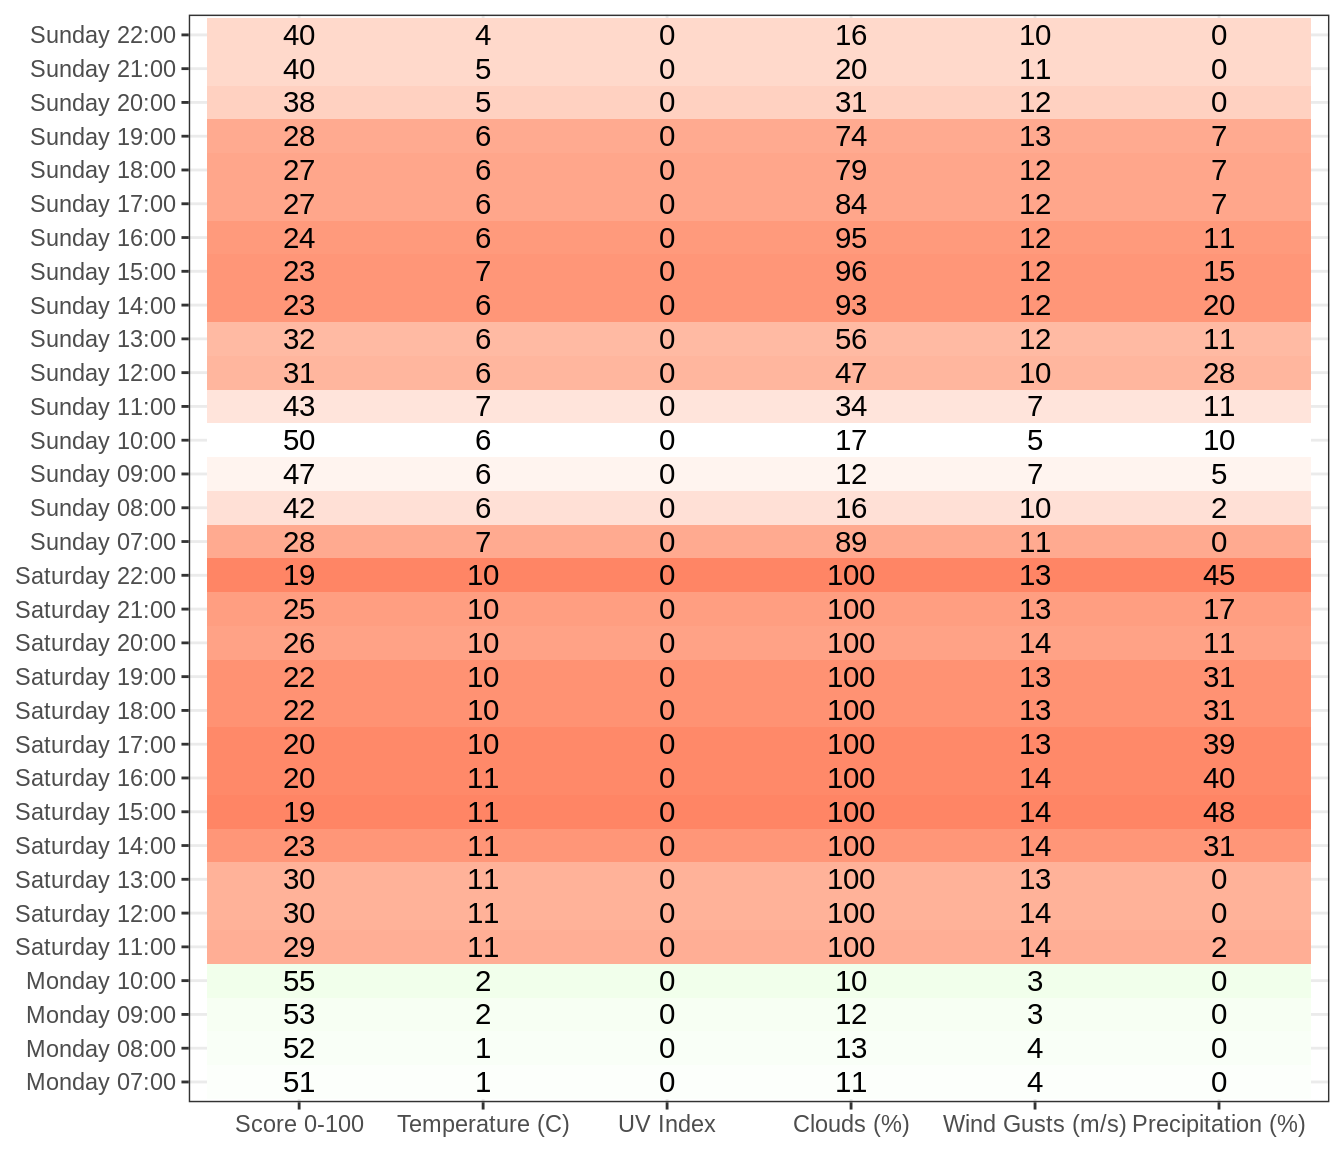 Sunday 22:00 40 4 0 16 10 0
Sunday 21:00 40 5 0 20 11 0
Sunday 20:00 38 5 0 31 12 0
Sunday 19:00 28 6 0 74 13 7
Sunday 18:00 27 6 0 79 12 7
Sunday 17:00 27 6 0 84 12 7
Sunday 16:00 24 6 0 95 12 11
Sunday 15:00 23 7 0 96 12 15
Sunday 14:00 23 6 0 93 12 20
Sunday 13:00 32 6 0 56 12 11
Sunday 12:00 31 6 0 47 10 28
Sunday 11:00 43 7 0 34 7 11
Sunday 10:00 50 6 0 17 5 10
Sunday 09:00 47 6 0 12 7 5
Sunday 08:00 42 6 0 16 10 2
Sunday 07:00 28 7 0 89 11 0
Saturday 22:00 19 10 0 100 13 45
Saturday 21:00 25 10 0 100 13 17
Saturday 20:00 26 10 0 100 14 11
Saturday 19:00 22 10 0 100 13 31
Saturday 18:00 22 10 0 100 13 31
Saturday 17:00 20 10 0 100 13 39
Saturday 16:00 20 11 0 100 14 40
Saturday 15:00 19 11 0 100 14 48
Saturday 14:00 23 11 0 100 14 31
Saturday 13:00 30 11 0 100 13 0
Saturday 12:00 30 11 0 100 14 0
Saturday 11:00 29 11 0 100 14 2
Monday 10:00 55 2 0 10 3 0
Monday 09:00 53 2 0 12 3 0
Monday 08:00 52 1 0 13 4 0
Monday 07:00 51 1 0 11 4 0
Score 0-100 Temperature (C) UV Index Clouds (%) Wind Gusts (m/s) Precipitation (%)